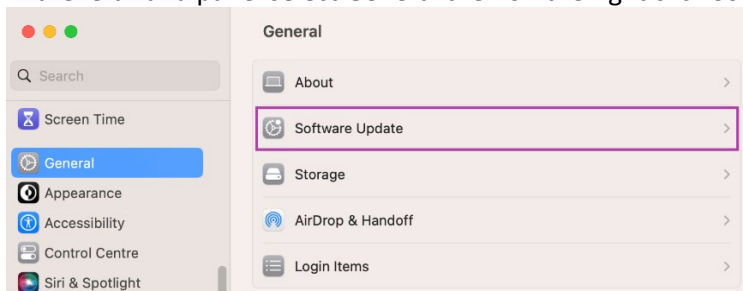 General
Search
Screen Time
General
Appearance
Accessibility
Control Centre
Siri & Spotlight
About
Software Update
Storage
AirDrop & Handoff
Login Items